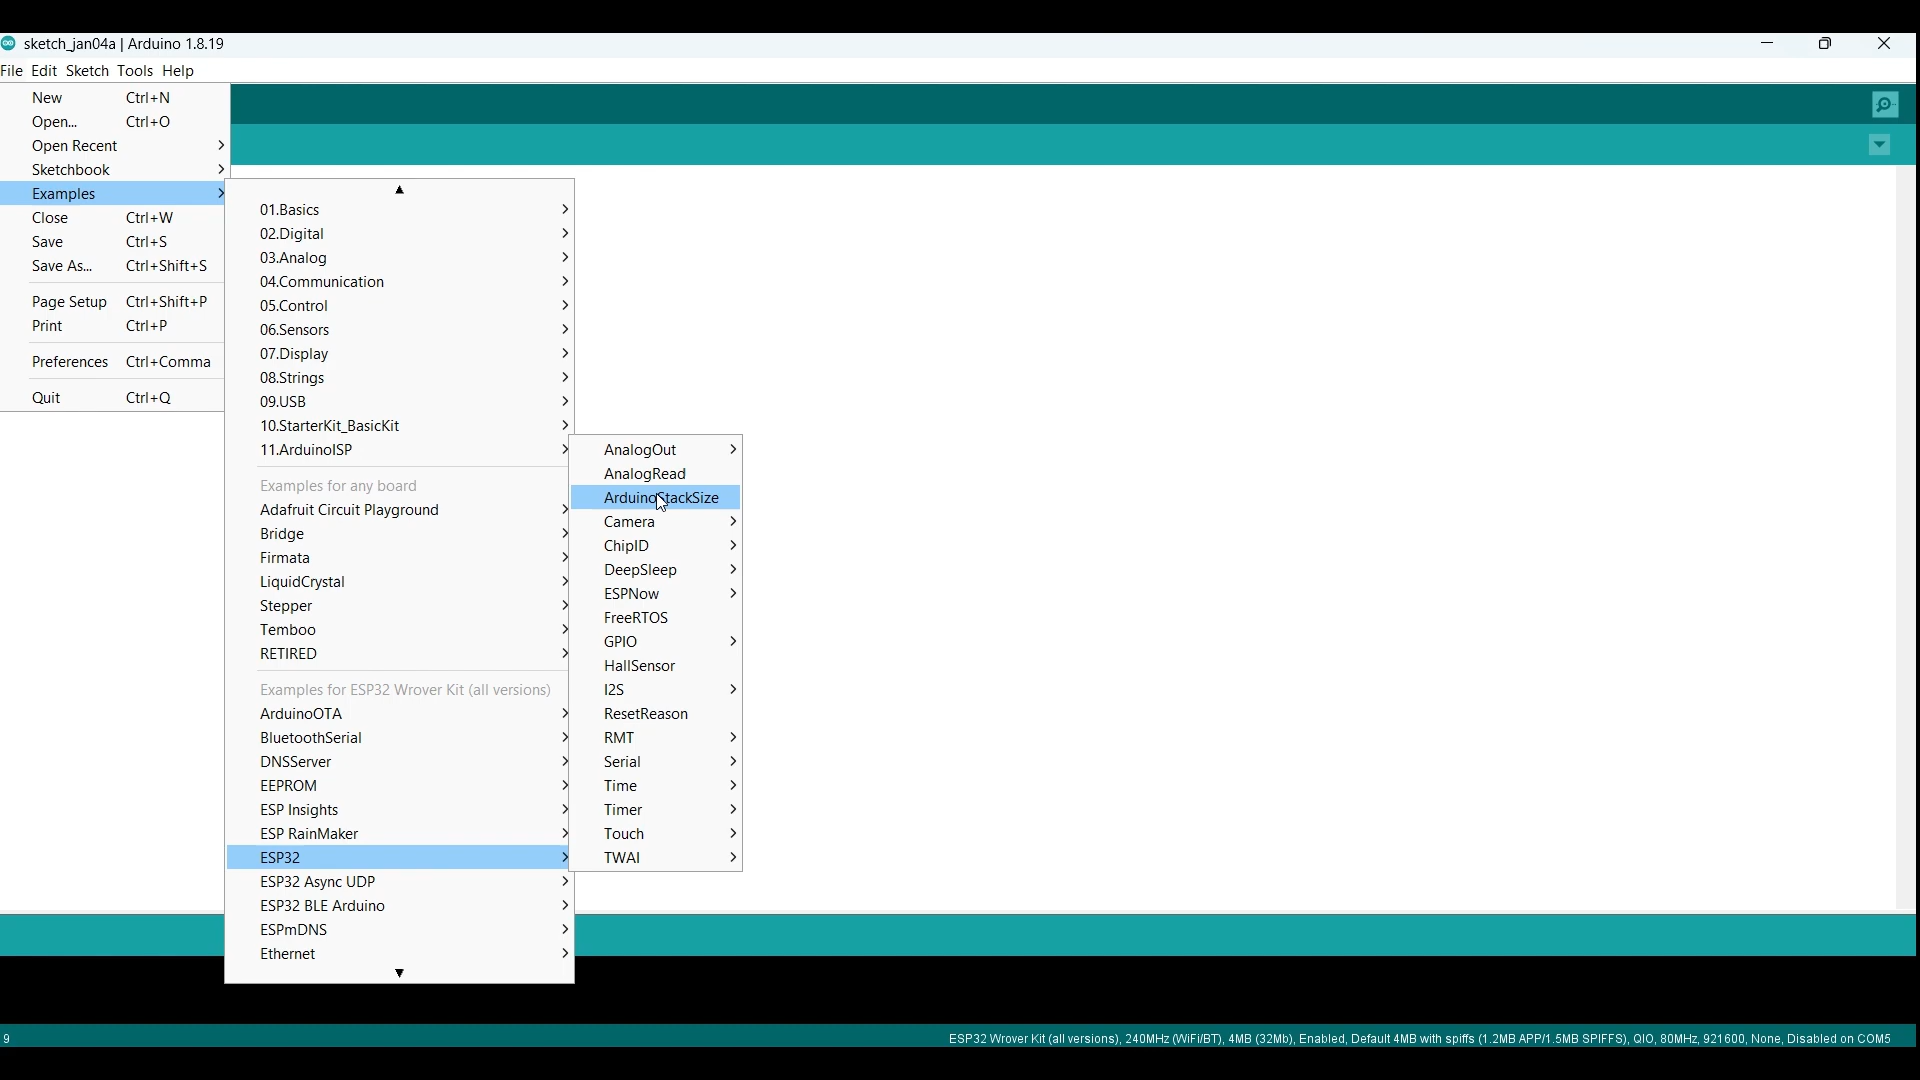 sketch_jan04a | Arduino 1.8.19
File Edit Sketch Tools Help
New Ctrl+N
Open... Ctrl+O
Open Recent
Sketchbook
Examples
Close Ctrl+W
Save Ctrl+S
Save As... Ctrl+Shift+S
Page Setup Ctrl+Shift+P
Print Ctrl+P
Preferences Ctrl+Comma
Quit Ctrl+Q
01.Basics
02.Digital
03.Analog
04.Communication
05.Control
06.Sensors
07.Display
08.Strings
09.USB
10.StarterKit_BasicKit
11.ArduinoISP
Examples for any board
Adafruit Circuit Playground
Bridge
Firmata
LiquidCrystal
Stepper
Temboo
RETIRED
Examples for ESP32 Wrover Kit (all versions)
ArduinoOTA
BluetoothSerial
DNSServer
EEPROM
ESP Insights
ESP RainMaker
ESP32
ESP32 Async UDP
ESP32 BLE Arduino
ESPmDNS
Ethernet
AnalogOut
AnalogRead
ArduinoStackSize
Camera
ChipID
DeepSleep
ESPNow
FreeRTOS
GPIO
HallSensor
I2S
ResetReason
RMT
Serial
Time
Timer
Touch
TWAI
9
ESP32 Wrover Kit (all versions), 240MHz (WiFi/BT), 4MB (32Mb), Enabled, Default 4MB with spiffs (1.2MB APP/1.5MB SPIFFS), QIO, 80MHz, 921600, None, Disabled on COM5